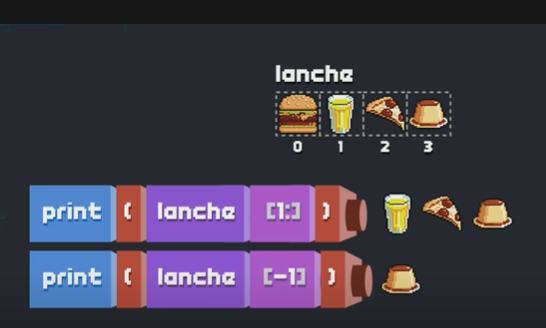 lanche
0 1 2 3
print ( lanche [1:] )
print ( lanche [-1] )